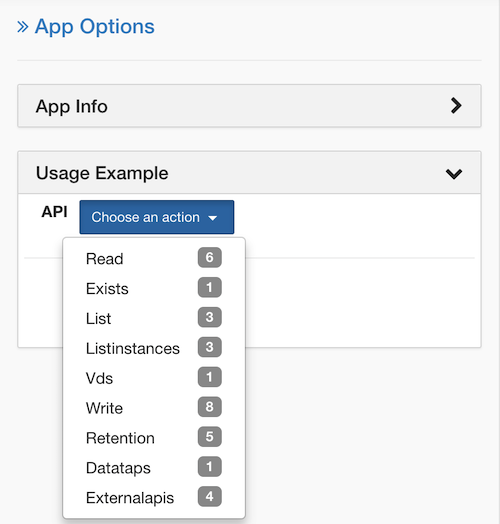 » App Options
App Info
Usage Example
API Choose an action
Read 6
Exists 1
List 3
Listinstances 3
Vds 1
Write 8
Retention 5
Datataps 1
Externalapis 4